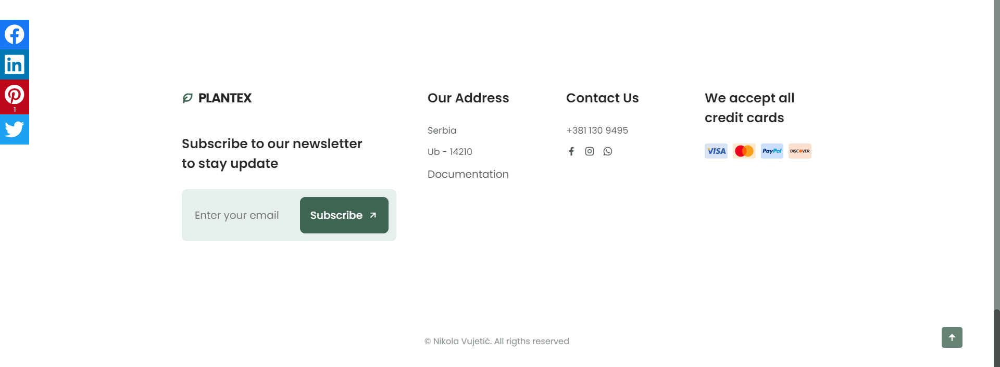 1
PLANTEX
Subscribe to our newsletter
to stay update
Enter your email
Subscribe
Our Address
Serbia
Ub - 14210
Documentation
Contact Us
+381 130 9495
We accept all
credit cards
VISA
PayPal
DISCOVER
© Nikola Vujetić. All rigths reserved